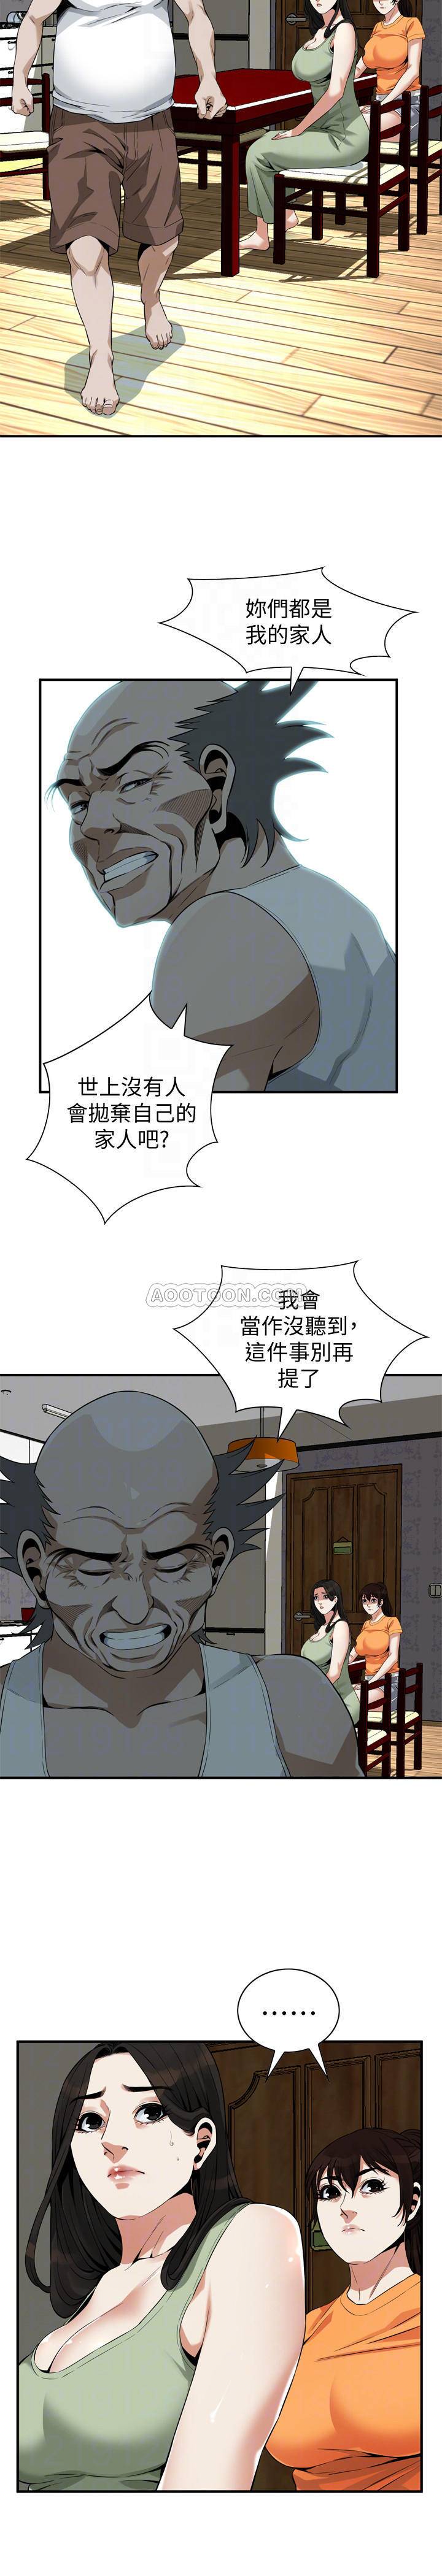 妳們都是
我的家人
世上沒有人
會拋棄自己的
家人吧?
AOOTOON.COM
我會
當作沒聽到,
這件事別再
提了
......